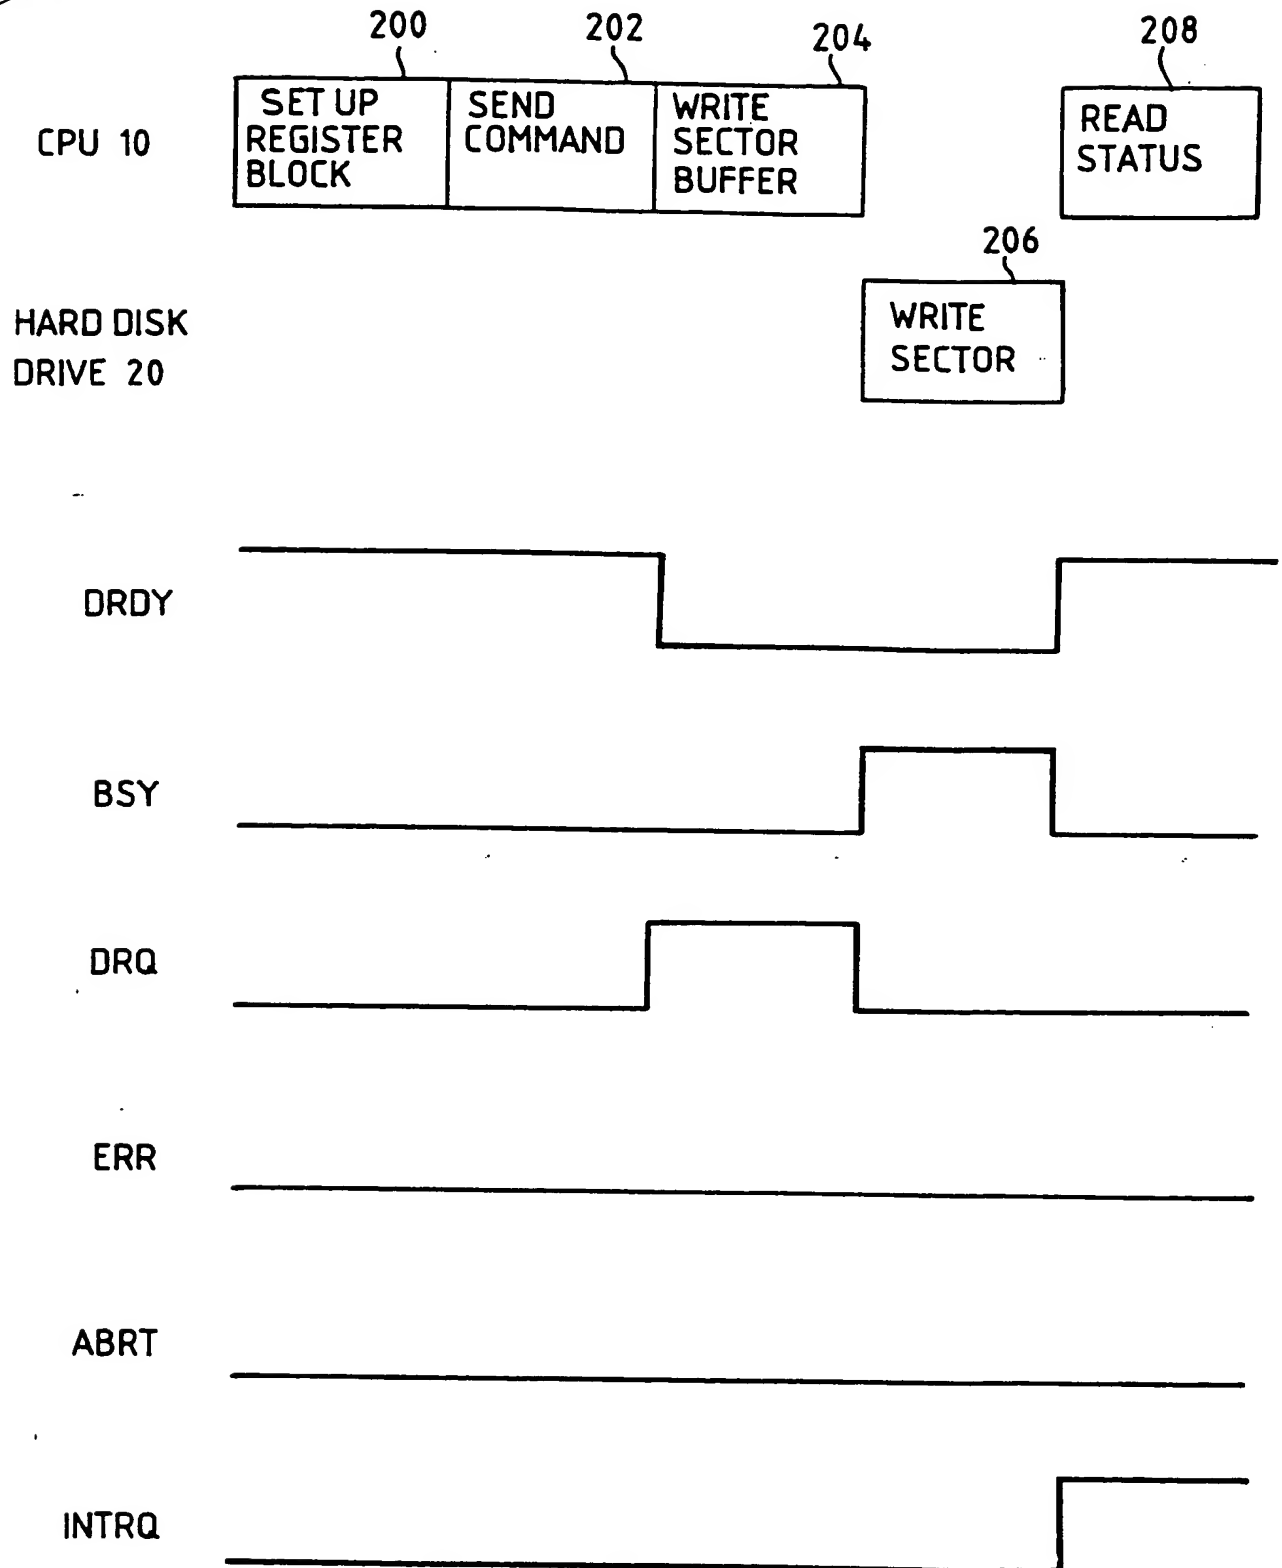 200 202 204 208
CPU 10
SET UP
REGISTER
BLOCK
SEND
COMMAND
WRITE
SECTOR
BUFFER
READ
STATUS
206
HARD DISK
DRIVE 20
WRITE
SECTOR
DRDY
BSY
DRQ
ERR
ABRT
INTRQ